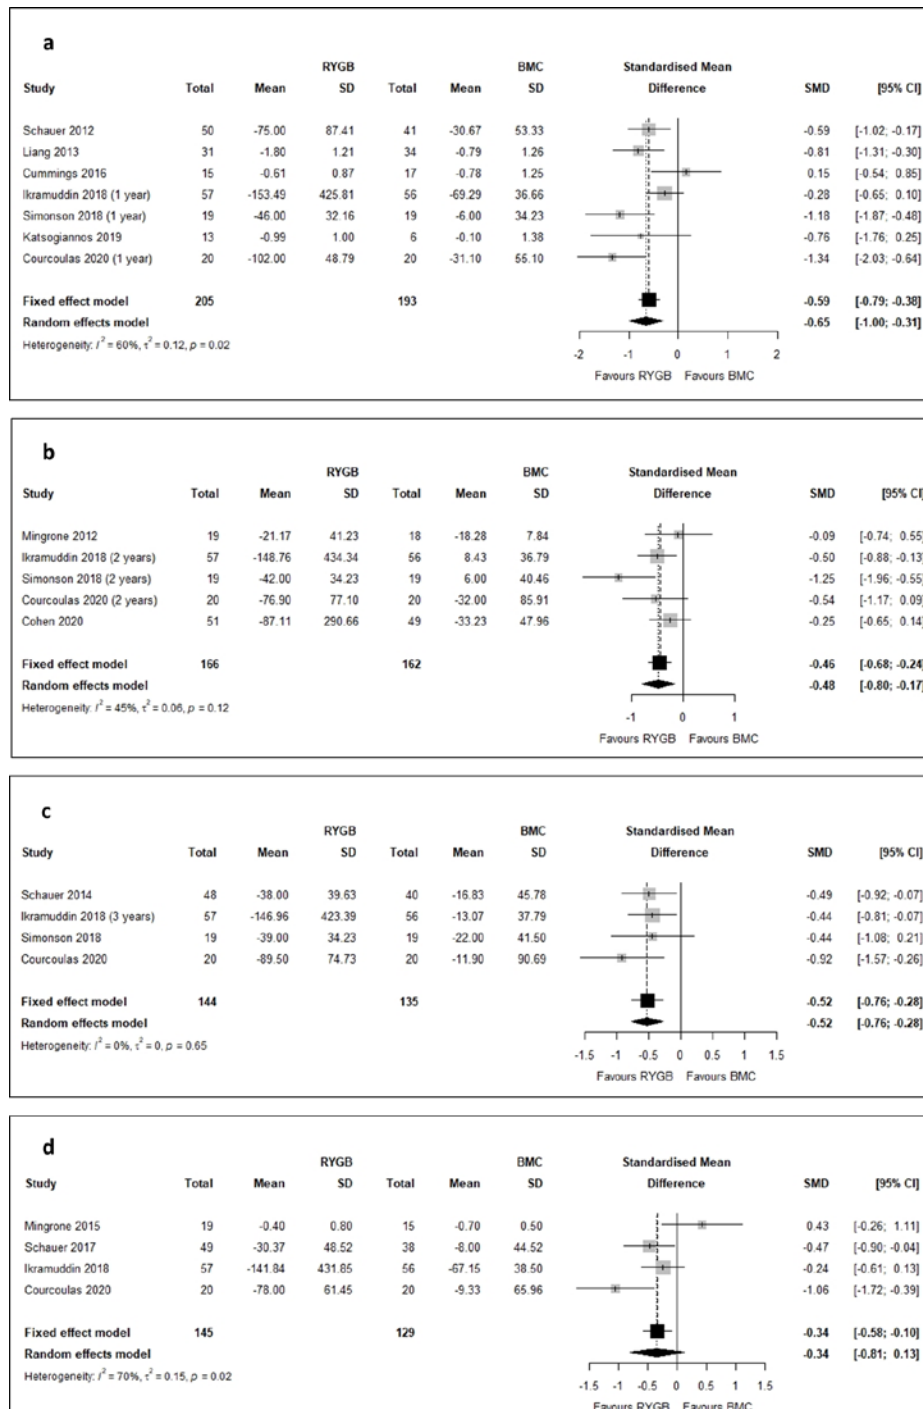 a
RYGB BMC Standardised Mean
Study Total Mean SD Total Mean SD Difference SMD [95% CI]
Schauer 2012 50 -75.00 87.41 41 -30.67 53.33 -0.59 [-1.02; -0.17]
Liang 2013 31 -1.80 1.21 34 -0.79 1.26 -0.81 [-1.31; -0.30]
Cummings 2016 15 -0.61 0.87 17 -0.78 1.25 0.15 [-0.54; 0.85]
Ikramuddin 2018 (1 year) 57 -153.49 425.81 56 -69.29 36.66 -0.28 [-0.65; 0.10]
Simonson 2018 (1 year) 19 -46.00 32.16 19 -6.00 34.23 -1.18 [-1.87; -0.48]
Katsogiannos 2019 13 -0.99 1.00 6 -0.10 1.38 -0.76 [-1.76; 0.25]
Courcoulas 2020 (1 year) 20 -102.00 48.79 20 -31.10 55.10 -1.34 [-2.03; -0.64]
Fixed effect model 205 193 -0.59 [-0.79; -0.38]
Random effects model -0.65 [-1.00; -0.31]
Heterogeneity: I² = 60%, τ² = 0.12, p = 0.02
-2 -1 0 1 2
Favours RYGB Favours BMC
b
RYGB BMC Standardised Mean
Study Total Mean SD Total Mean SD Difference SMD [95% CI]
Mingrone 2012 19 -21.17 41.23 18 -18.28 7.84 -0.09 [-0.74; 0.55]
Ikramuddin 2018 (2 years) 57 -148.76 434.34 56 8.43 36.79 -0.50 [-0.88; -0.13]
Simonson 2018 (2 years) 19 -42.00 34.23 19 6.00 40.46 -1.25 [-1.96; -0.55]
Courcoulas 2020 (2 years) 20 -76.90 77.10 20 -32.00 85.91 -0.54 [-1.17; 0.09]
Cohen 2020 51 -87.11 290.66 49 -33.23 47.96 -0.25 [-0.65; 0.14]
Fixed effect model 166 162 -0.46 [-0.68; -0.24]
Random effects model -0.48 [-0.80; -0.17]
Heterogeneity: I² = 45%, τ² = 0.06, p = 0.12
-1 0 1
Favours RYGB Favours BMC
c
RYGB BMC Standardised Mean
Study Total Mean SD Total Mean SD Difference SMD [95% CI]
Schauer 2014 48 -38.00 39.63 40 -16.83 45.78 -0.49 [-0.92; -0.07]
Ikramuddin 2018 (3 years) 57 -146.96 423.39 56 -13.07 37.79 -0.44 [-0.81; -0.07]
Simonson 2018 19 -39.00 34.23 19 -22.00 41.50 -0.44 [-1.08; 0.21]
Courcoulas 2020 20 -89.50 74.73 20 -11.90 90.69 -0.92 [-1.57; -0.26]
Fixed effect model 144 135 -0.52 [-0.76; -0.28]
Random effects model -0.52 [-0.76; -0.28]
Heterogeneity: I² = 0%, τ² = 0, p = 0.65
-1.5 -1 -0.5 0 0.5 1 1.5
Favours RYGB Favours BMC
d
RYGB BMC Standardised Mean
Study Total Mean SD Total Mean SD Difference SMD [95% CI]
Mingrone 2015 19 -0.40 0.80 15 -0.70 0.50 0.43 [-0.26; 1.11]
Schauer 2017 49 -30.37 48.52 38 -8.00 44.52 -0.47 [-0.90; -0.04]
Ikramuddin 2018 57 -141.84 431.85 56 -67.15 38.50 -0.24 [-0.61; 0.13]
Courcoulas 2020 20 -78.00 61.45 20 -9.33 65.96 -1.06 [-1.72; -0.39]
Fixed effect model 145 129 -0.34 [-0.58; -0.10]
Random effects model -0.34 [-0.81; 0.13]
Heterogeneity: I² = 70%, τ² = 0.15, p = 0.02
-1.5 -1 -0.5 0 0.5 1 1.5
Favours RYGB Favours BMC